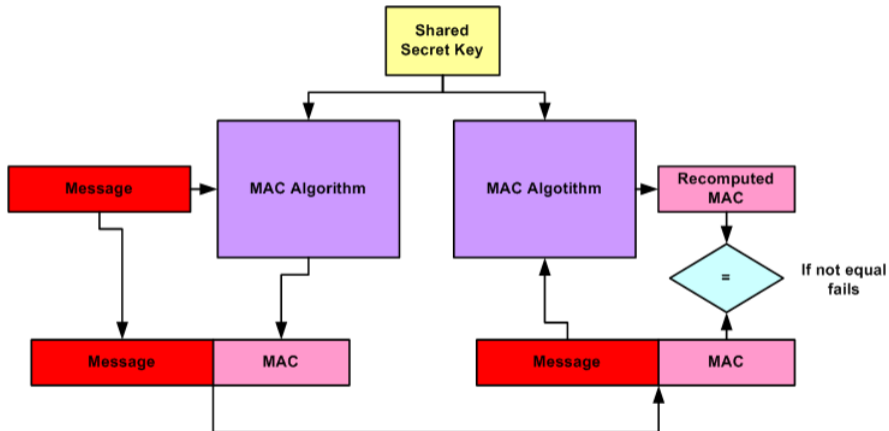 Shared
Secret Key
Message
MAC Algorithm
MAC Algotithm
Recomputed
MAC
=
If not equal
fails
Message
MAC
Message
MAC